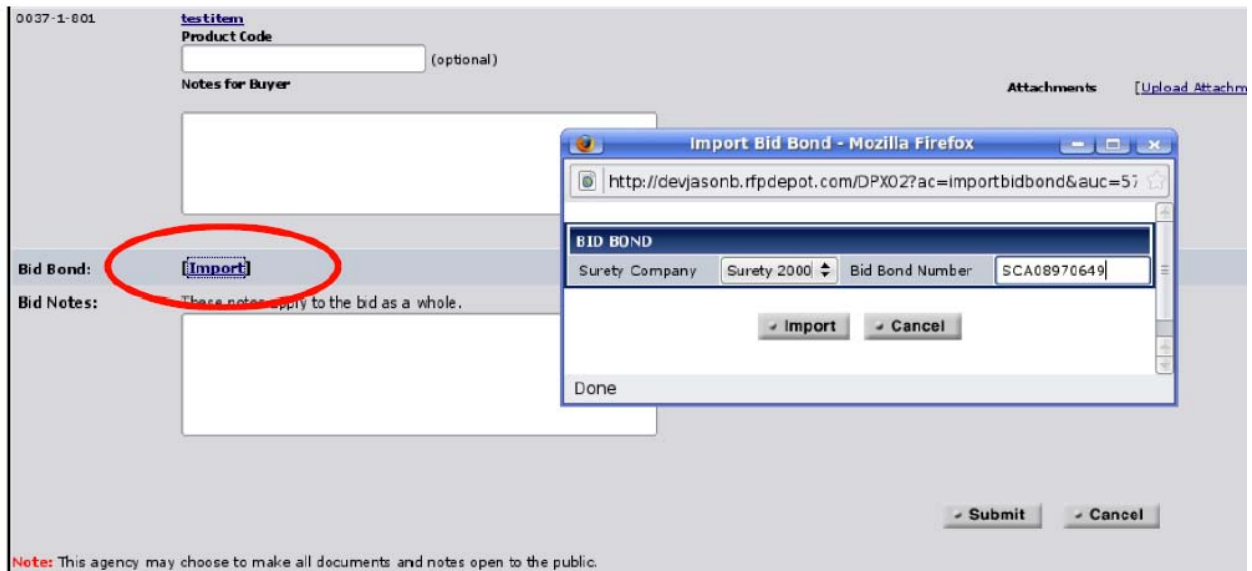 0037-1-801 testitem
Product Code
(optional)
Notes for Buyer
Attachments [Upload Attachm
Import Bid Bond - Mozilla Firefox
http://devjasonb.rfpdepot.com/DPX02?ac=importbidbond&auc=57
BID BOND
Surety Company Surety 2000 Bid Bond Number SCA08970649
Import Cancel
Done
Bid Bond: [Import]
Bid Notes: These notes apply to the bid as a whole.
Submit Cancel
Note: This agency may choose to make all documents and notes open to the public.